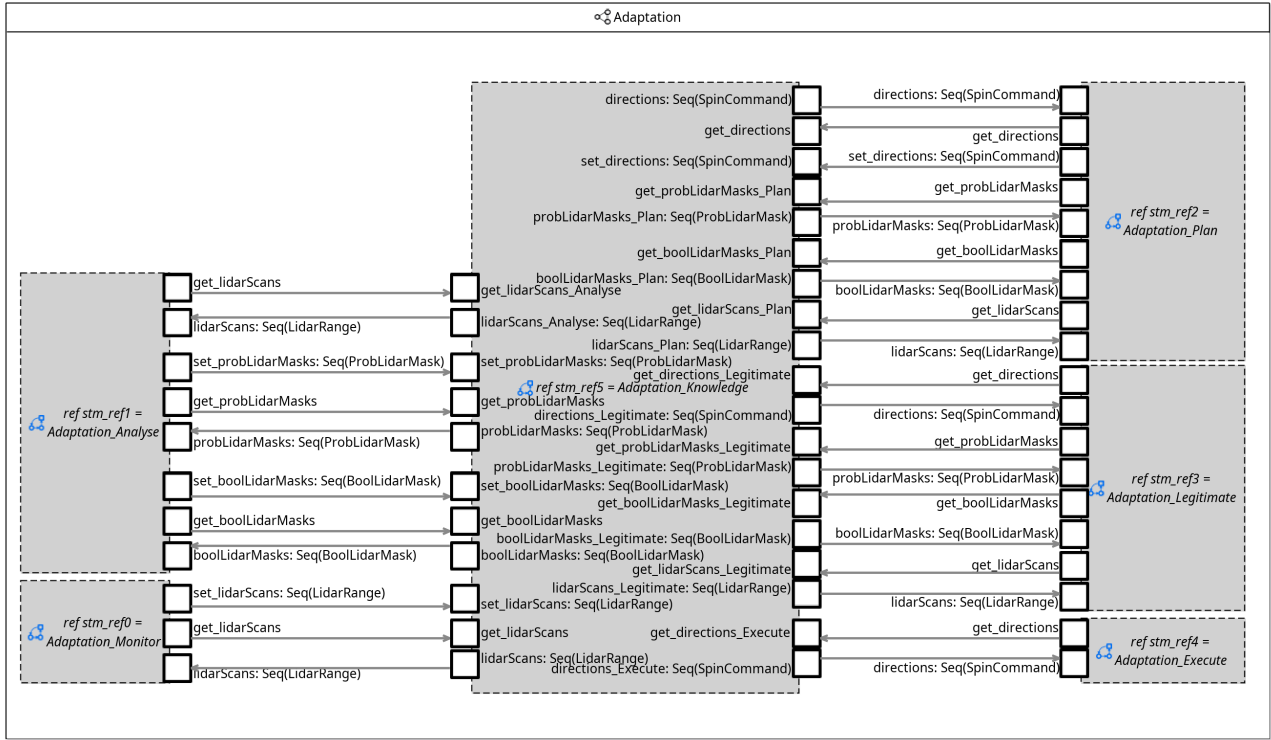 Adaptation
directions: Seq(SpinCommand)
get_directions
set_directions: Seq(SpinCommand)
get_probLidarMasks_Plan
probLidarMasks_Plan: Seq(ProbLidarMask)
get_boolLidarMasks_Plan
boolLidarMasks_Plan: Seq(BoolLidarMask)
get_lidarScans_Plan
lidarScans_Plan: Seq(LidarRange)
get_directions_Legitimate
directions_Legitimate: Seq(SpinCommand)
get_probLidarMasks_Legitimate
probLidarMasks_Legitimate: Seq(ProbLidarMask)
get_boolLidarMasks_Legitimate
boolLidarMasks_Legitimate: Seq(BoolLidarMask)
get_lidarScans_Legitimate
lidarScans_Legitimate: Seq(LidarRange)
get_directions_Execute
directions_Execute: Seq(SpinCommand)
directions: Seq(SpinCommand)
get_directions
set_directions: Seq(SpinCommand)
get_probLidarMasks
probLidarMasks: Seq(ProbLidarMask)
get_boolLidarMasks
boolLidarMasks: Seq(BoolLidarMask)
get_lidarScans
lidarScans: Seq(LidarRange)
get_directions
directions: Seq(SpinCommand)
get_probLidarMasks
probLidarMasks: Seq(ProbLidarMask)
get_boolLidarMasks
boolLidarMasks: Seq(BoolLidarMask)
get_lidarScans
lidarScans: Seq(LidarRange)
get_directions
directions: Seq(SpinCommand)
ref stm_ref2 =
Adaptation_Plan
ref stm_ref3 =
Adaptation_Legitimate
ref stm_ref4 =
Adaptation_Execute
ref stm_ref5 = Adaptation_Knowledge
get_lidarScans_Analyse
lidarScans_Analyse: Seq(LidarRange)
set_probLidarMasks: Seq(ProbLidarMask)
get_probLidarMasks
probLidarMasks: Seq(ProbLidarMask)
set_boolLidarMasks: Seq(BoolLidarMask)
get_boolLidarMasks
boolLidarMasks: Seq(BoolLidarMask)
set_lidarScans: Seq(LidarRange)
get_lidarScans
lidarScans: Seq(LidarRange)
get_lidarScans
lidarScans: Seq(LidarRange)
set_probLidarMasks: Seq(ProbLidarMask)
get_probLidarMasks
probLidarMasks: Seq(ProbLidarMask)
set_boolLidarMasks: Seq(BoolLidarMask)
get_boolLidarMasks
boolLidarMasks: Seq(BoolLidarMask)
set_lidarScans: Seq(LidarRange)
get_lidarScans
lidarScans: Seq(LidarRange)
ref stm_ref1 =
Adaptation_Analyse
ref stm_ref0 =
Adaptation_Monitor